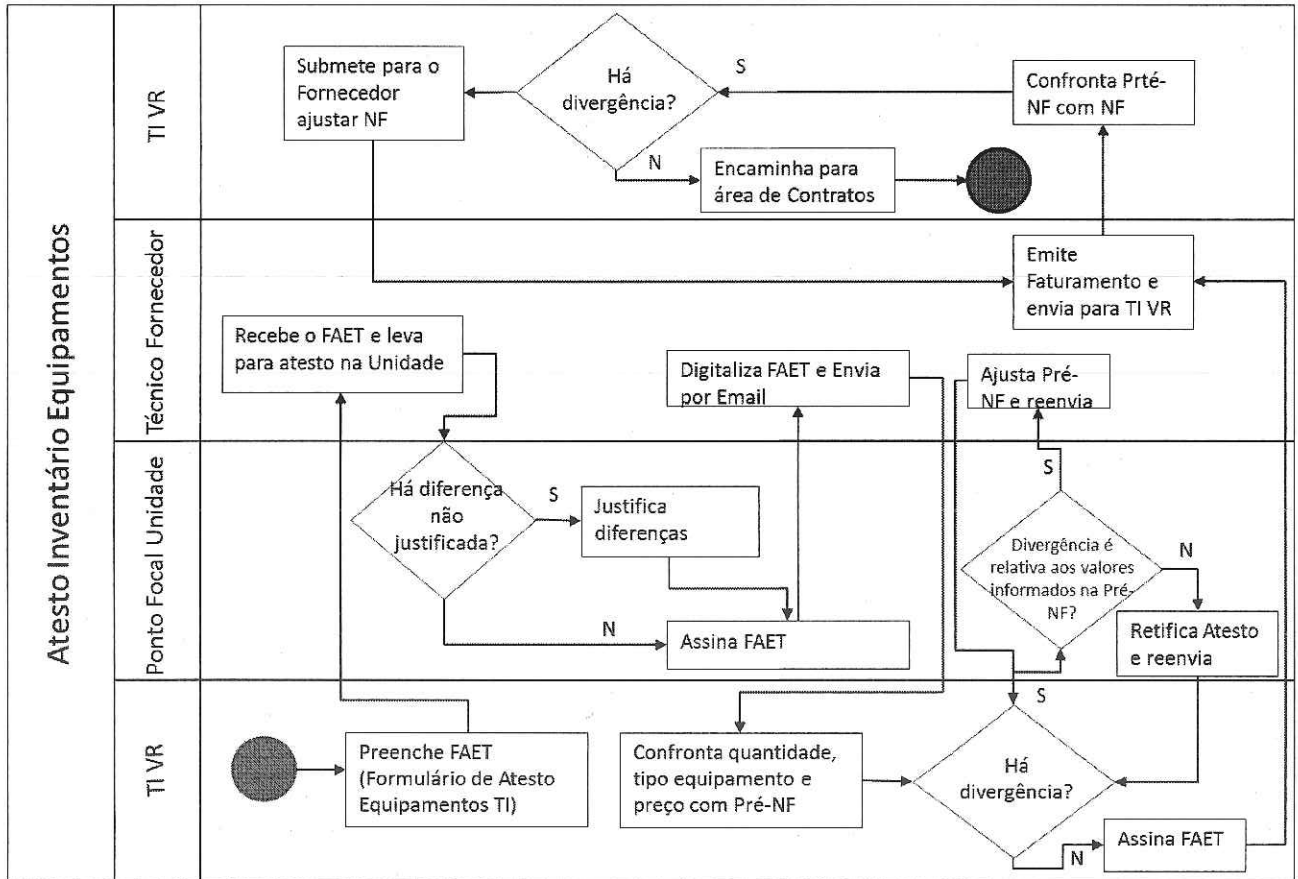 Atesto Inventário Equipamentos
TI VR
Submete para o
Fornecedor
ajustar NF
Há
divergência?
S
N
Confronta Prté-
NF com NF
Encaminha para
área de Contratos
Técnico Fornecedor
Emite
Faturamento e
envia para TI VR
Recebe o FAET e leva
para atesto na Unidade
Digitaliza FAET e Envia
por Email
Ajusta Pré-
NF e reenvia
Ponto Focal Unidade
Há diferença
não
justificada?
S
N
Justifica
diferenças
Assina FAET
S
Divergência é
relativa aos valores
informados na Pré-
NF?
N
Retifica Atesto
e reenvia
TI VR
Preenche FAET
(Formulário de Atesto
Equipamentos TI)
Confronta quantidade,
tipo equipamento e
preço com Pré-NF
S
Há
divergência?
N
Assina FAET